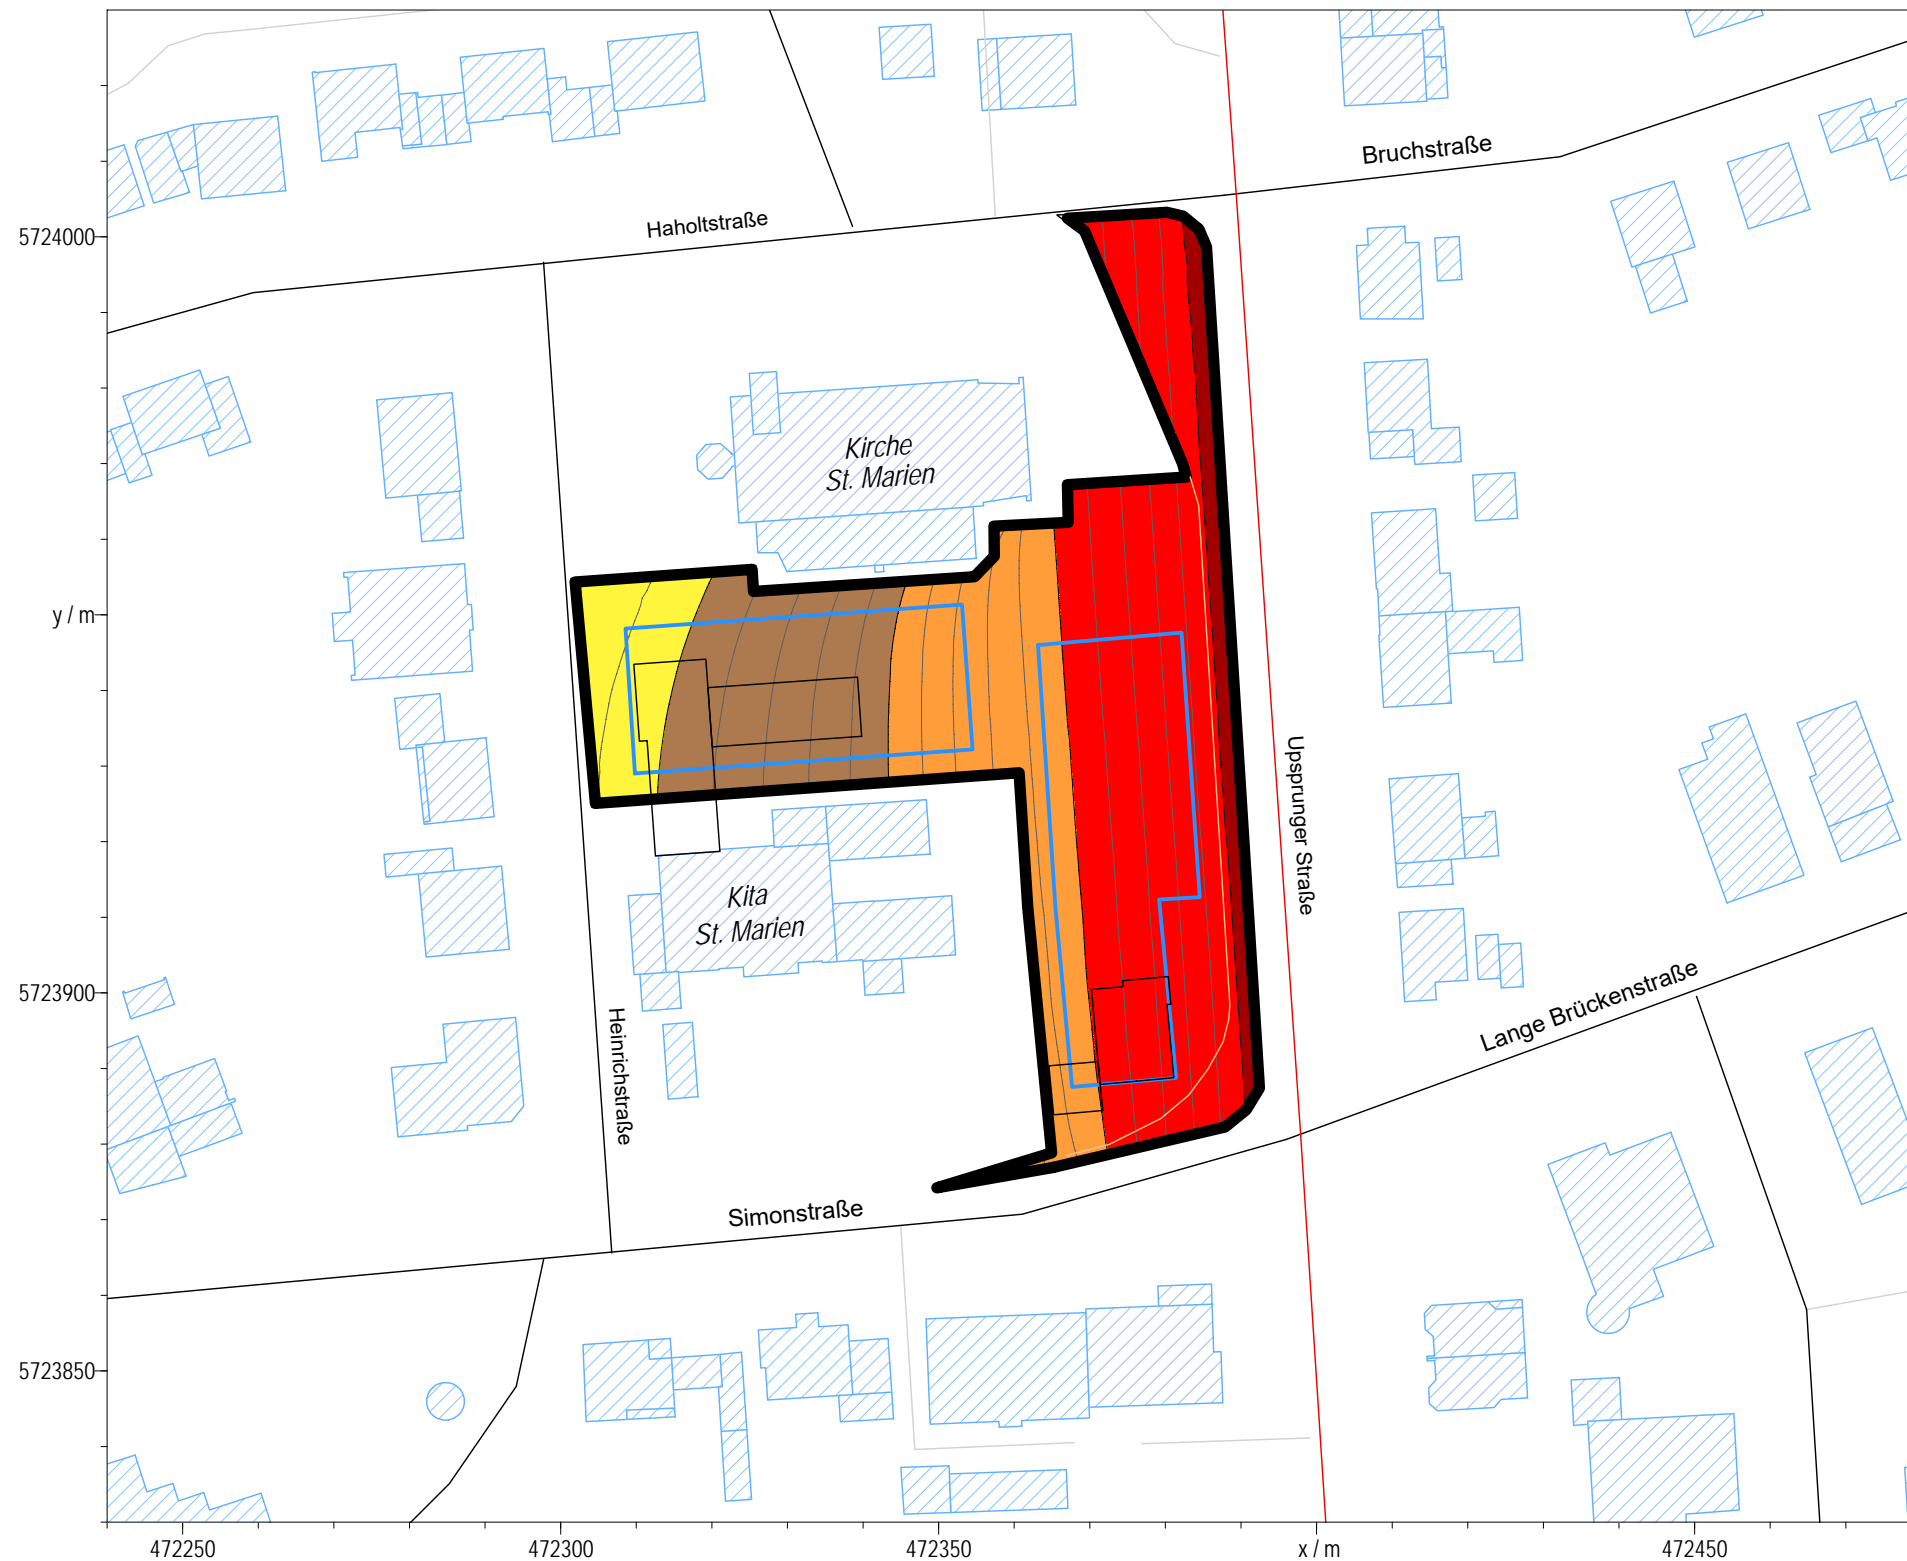 Bruchstraße
Haholtstraße
5724000
Kirche
St. Marien
y / m
Upsprunger Straße
Kita
St. Marien
Lange Brückenstraße
5723900
Heinrichstraße
Simonstraße
5723850
472250
472300
472350
x / m
472450